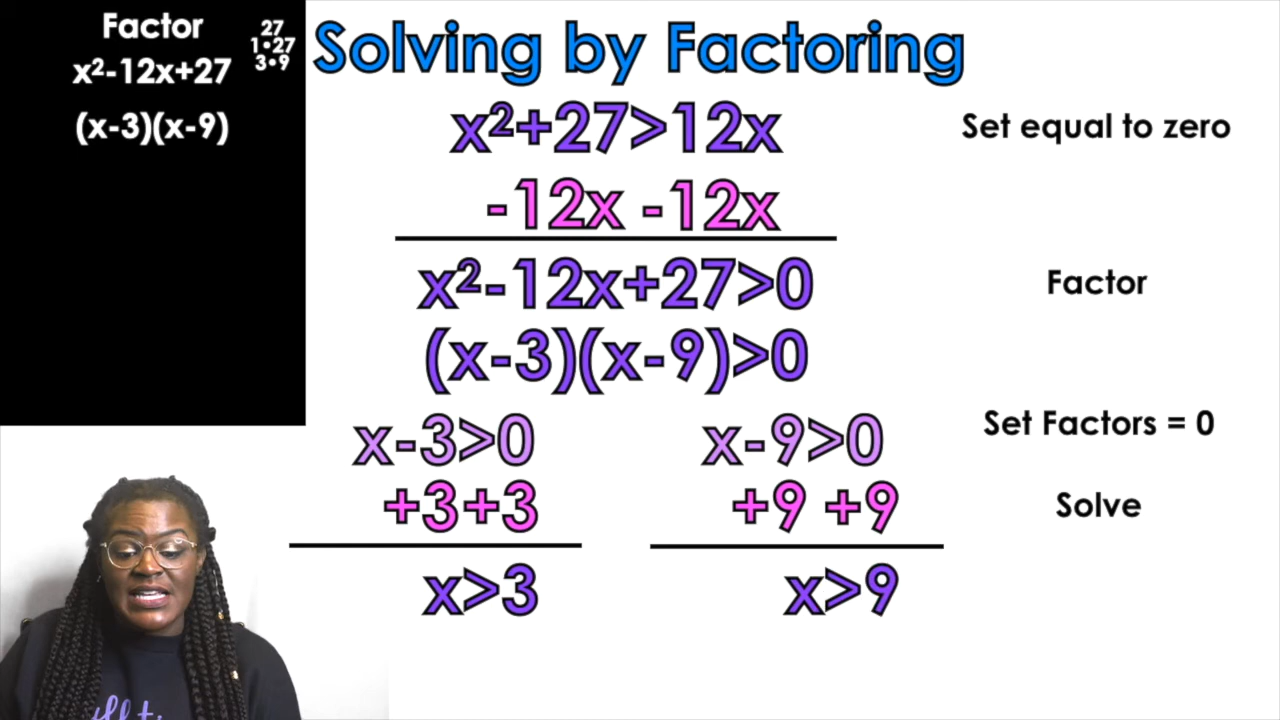 Factor
x²-12x+27
(x-3)(x-9)
27
1•27
3•9
Solving by Factoring
x²+27>12x
Set equal to zero
-12x -12x
x²-12x+27>0
Factor
(x-3)(x-9)>0
x-3>0
x-9>0
Set Factors = 0
+3+3
+9 +9
Solve
x>3
x>9